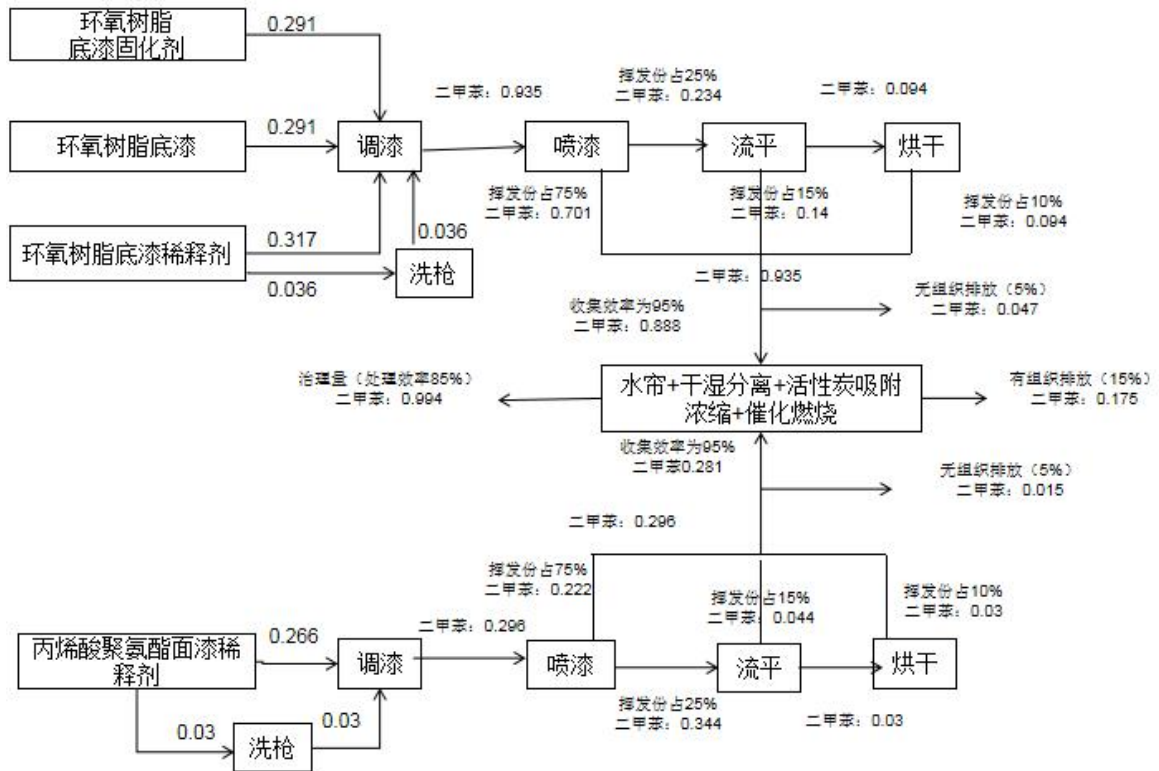 环氧树脂
底漆固化剂
0.291
挥发份占25%
二甲苯：0.234
二甲苯：0.935
二甲苯：0.094
环氧树脂底漆
0.291
调漆
喷漆
流平
烘干
挥发份占75%
二甲苯：0.701
挥发份占15%
二甲苯：0.14
挥发份占10%
二甲苯：0.094
环氧树脂底漆稀释剂
0.317
0.036
0.036
洗枪
二甲苯：0.935
收集效率为95%
二甲苯：0.888
无组织排放（5%）
二甲苯：0.047
治理量（处理效率85%）
二甲苯：0.994
水帘+干湿分离+活性炭吸附
浓缩+催化燃烧
有组织排放（15%）
二甲苯：0.175
收集效率为95%
二甲苯0.281
无组织排放（5%）
二甲苯：0.015
二甲苯：0.296
挥发份占75%
二甲苯：0.222
挥发份占15%
二甲苯：0.044
挥发份占10%
二甲苯：0.03
丙烯酸聚氨酯面漆稀
释剂
0.266
调漆
二甲苯：0.296
喷漆
流平
烘干
挥发份占25%
二甲苯：0.344
二甲苯：0.03
0.03
洗枪
0.03